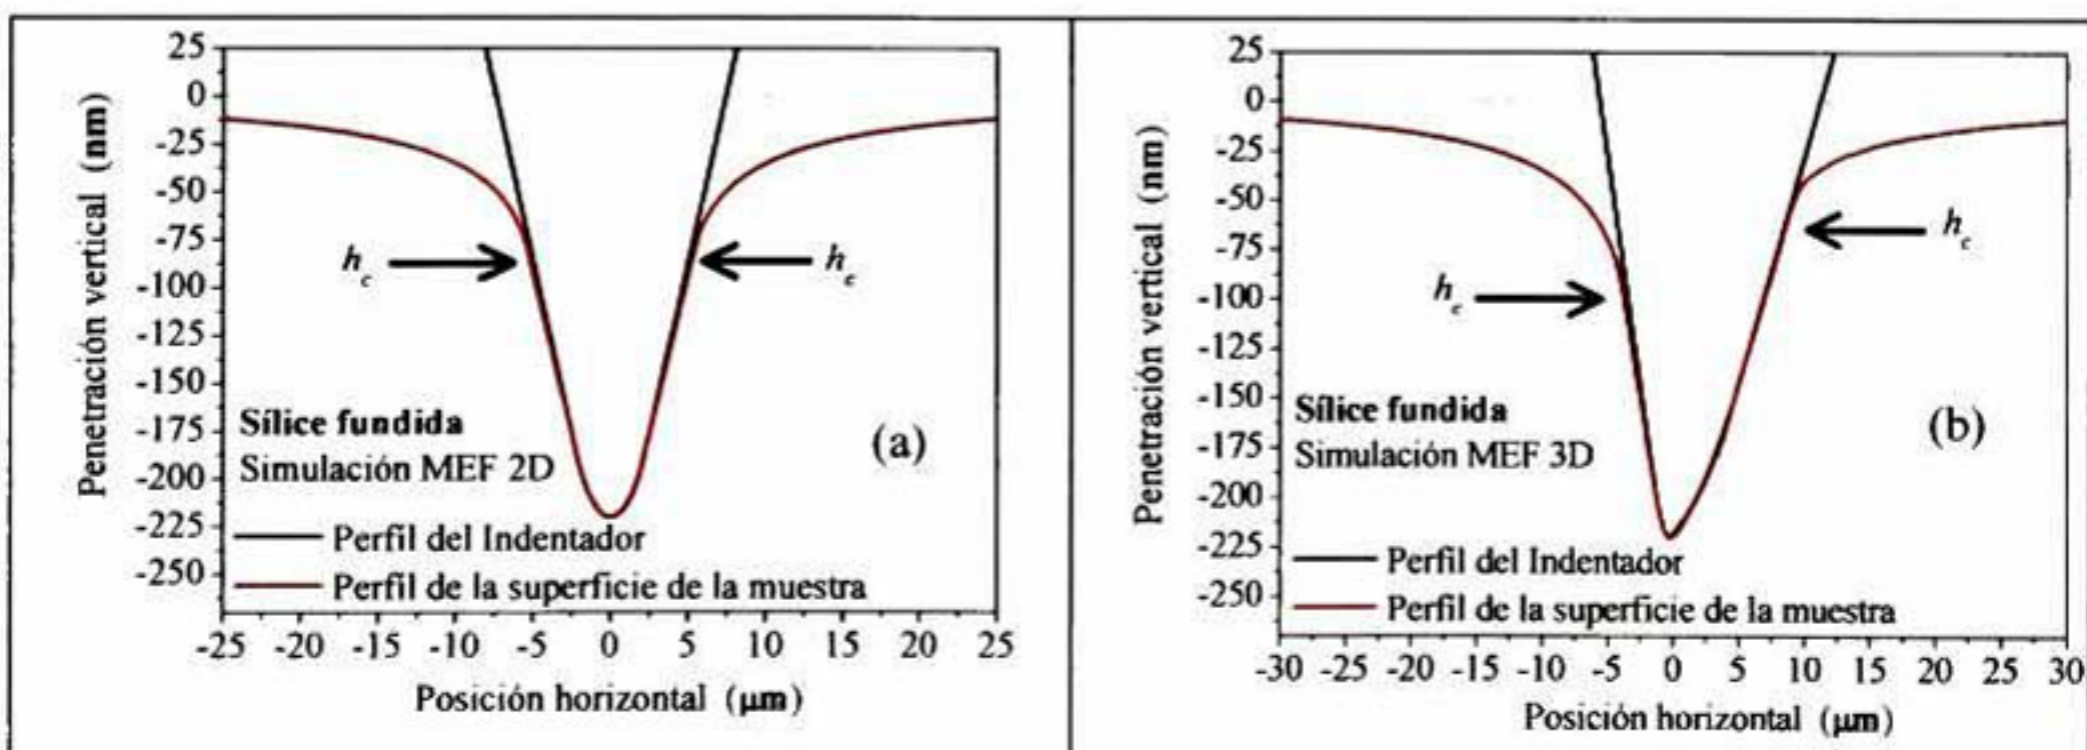 25
0
-25
-50
-75
-100
-125
-150
-175
-200
-225
-250
Penetración vertical (nm)
h_c
h_c
Sílice fundida
Simulación MEF 2D
(a)
Perfil del Indentador
Perfil de la superficie de la muestra
-25 -20 -15 -10 -5 0 5 10 15 20 25
Posición horizontal (μm)
25
0
-25
-50
-75
-100
-125
-150
-175
-200
-225
-250
Penetración vertical (nm)
h_c
h_c
Sílice fundida
Simulación MEF 3D
(b)
Perfil del Indentador
Perfil de la superficie de la muestra
-30 -25 -20 -15 -10 -5 0 5 10 15 20 25 30
Posición horizontal (μm)